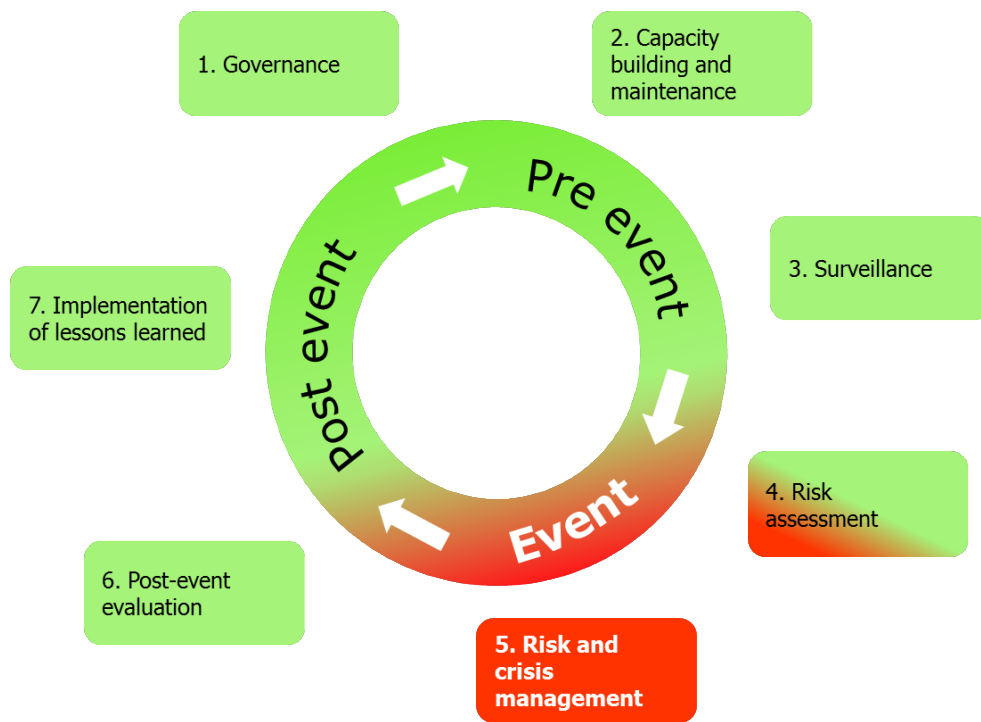 1. Governance
2. Capacity
building and
maintenance
Pre event
3. Surveillance
Post event
7. Implementation
of lessons learned
4. Risk
assessment
Event
6. Post-event
evaluation
5. Risk and
crisis
management